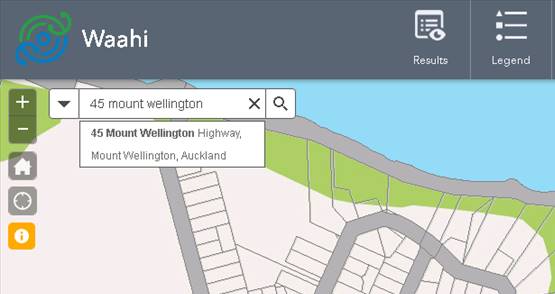 Waahi
Results
Legend
45 mount wellington
45 Mount Wellington Highway,
Mount Wellington, Auckland